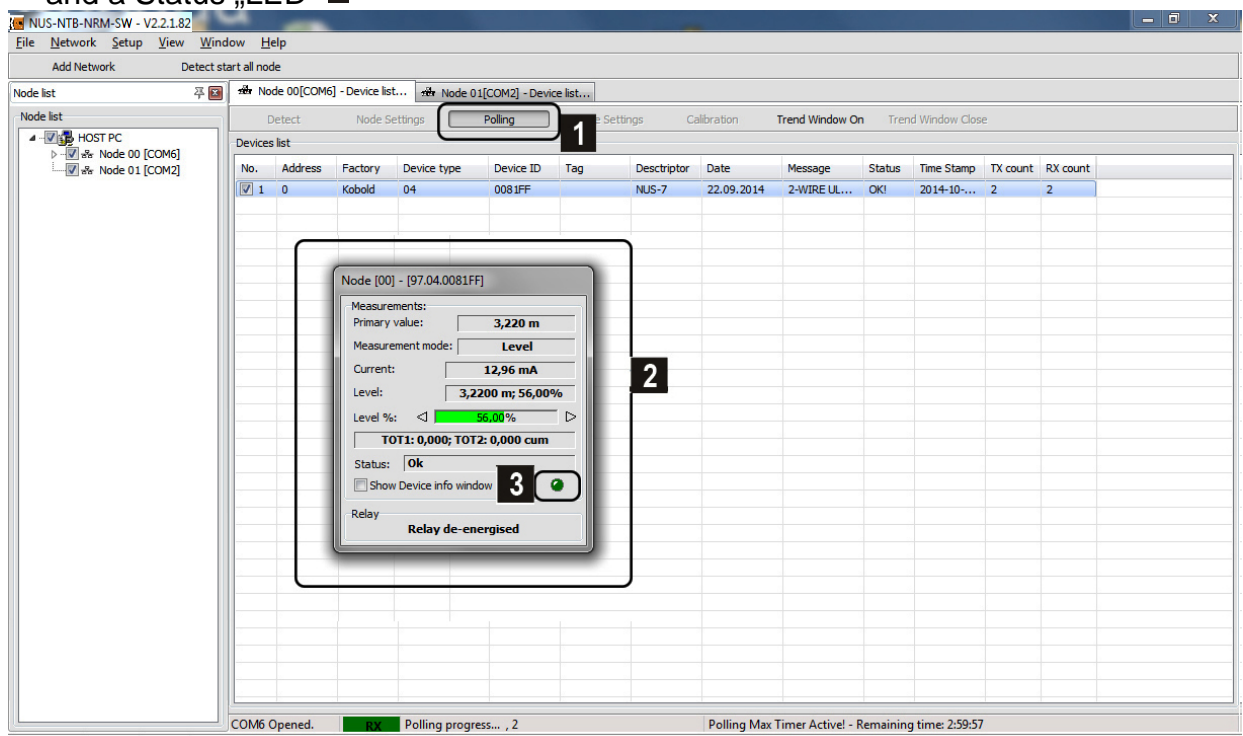 and a Status „LED“
NUS-NTB-NRM-SW - V2.2.1.82
File Network Setup View Window Help
Add Network Detect start all node
Node list
Node 00[COM6] - Device list... Node 01[COM2] - Device list...
Node list
HOST PC
Node 00 [COM6]
Node 01 [COM2]
Detect Node Settings Polling 1 Settings Calibration Trend Window On Trend Window Close
Devices list
No. Address Factory Device type Device ID Tag Desctriptor Date Message Status Time Stamp TX count RX count
1 0 Kobold 04 0081FF NUS-7 22.09.2014 2-WIRE UL... OK! 2014-10-... 2 2
Node [00] - [97.04.0081FF]
Measurements:
Primary value: 3,220 m
Measurement mode: Level
Current: 12,96 mA
2
Level: 3,2200 m; 56,00%
Level %: 56,00%
TOT1: 0,000; TOT2: 0,000 cum
Status: Ok
Show Device info window 3
Relay
Relay de-energised
COM6 Opened. RX Polling progress... , 2 Polling Max Timer Active! - Remaining time: 2:59:57